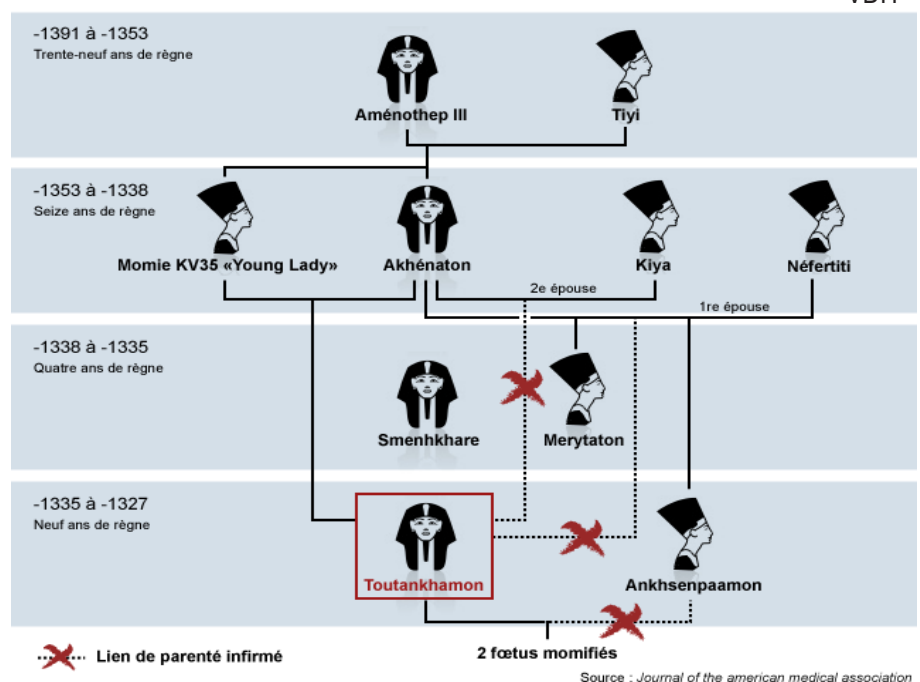 -1391 à -1353
Trente-neuf ans de règne
Aménothep III
Tiyi
-1353 à -1338
Seize ans de règne
Momie KV35 «Young Lady»
Akhénaton
Kiya
Néfertiti
2e épouse
1re épouse
-1338 à -1335
Quatre ans de règne
Smenhkhare
Merytaton
-1335 à -1327
Neuf ans de règne
Toutankhamon
Ankhsenpaamon
Lien de parenté infirmé
2 fœtus momifiés
Source : Journal of the american medical association